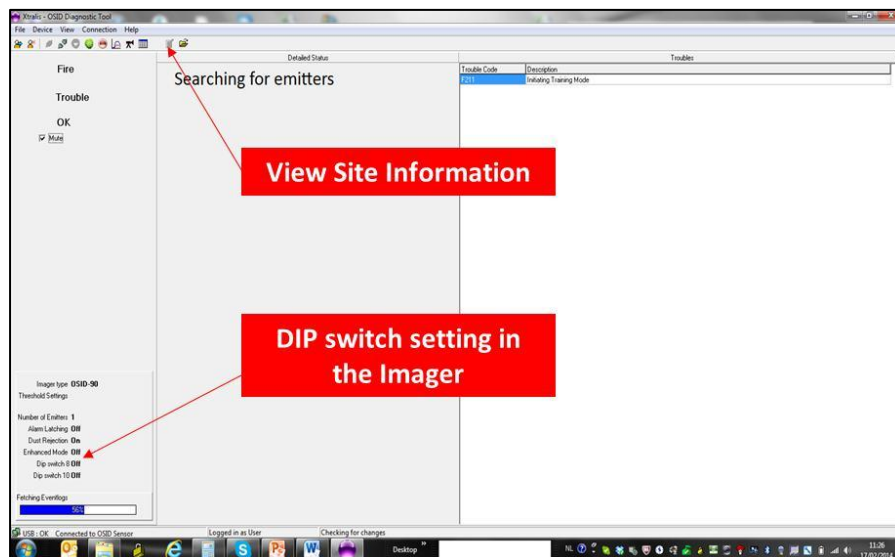 Xtralis - OSID Diagnostic Tool
File Device View Connection Help
Detailed Status
Troubles
Fire
Trouble
OK
Mute
Searching for emitters
Trouble Code Description
F211 Initiating Training Mode
View Site Information
DIP switch setting in
the Imager
Imager type OSID-90
Threshold Settings
Number of Emitters 1
Alarm Latching Off
Dust Rejection On
Enhanced Mode Off
Dip switch 8 Off
Dip switch 10 Off
Fetching Eventlogs
56%
USB : OK Connected to OSID Sensor Logged in as User Checking for changes
Desktop
NL
11:26